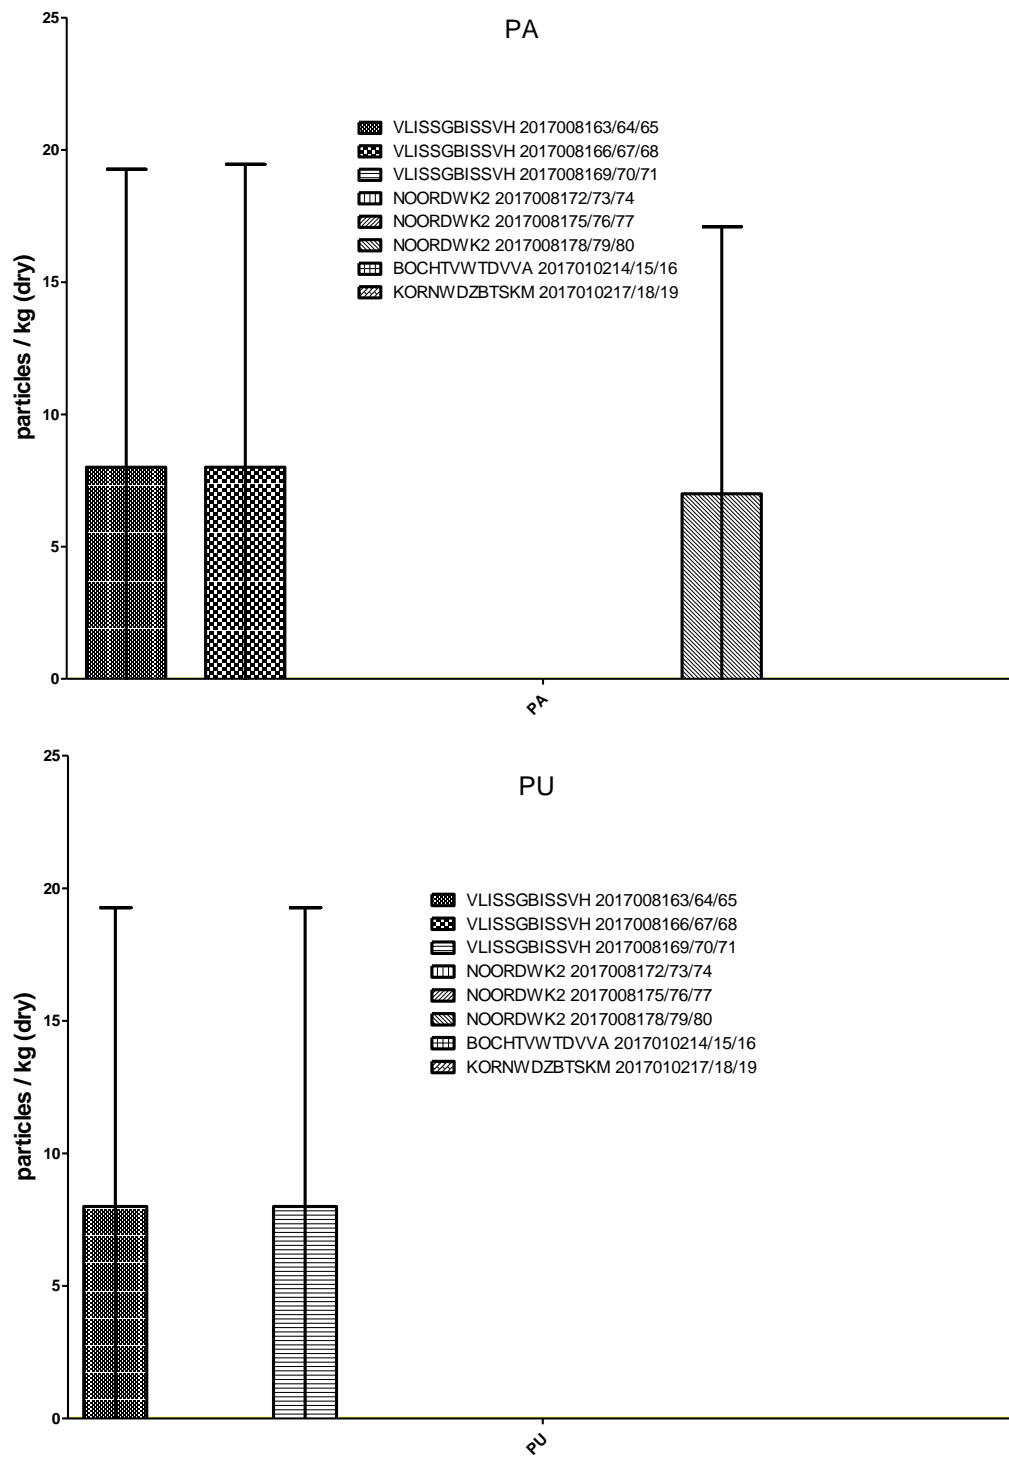 PA
25
20
15
10
5
0
particles / kg (dry)
VLISSGBISSVH 2017008163/64/65
VLISSGBISSVH 2017008166/67/68
VLISSGBISSVH 2017008169/70/71
NOORDWK2 2017008172/73/74
NOORDWK2 2017008175/76/77
NOORDWK2 2017008178/79/80
BOCHTVWTDVVA 2017010214/15/16
KORNWDZBTSKM 2017010217/18/19
PA
PU
25
20
15
10
5
0
particles / kg (dry)
VLISSGBISSVH 2017008163/64/65
VLISSGBISSVH 2017008166/67/68
VLISSGBISSVH 2017008169/70/71
NOORDWK2 2017008172/73/74
NOORDWK2 2017008175/76/77
NOORDWK2 2017008178/79/80
BOCHTVWTDVVA 2017010214/15/16
KORNWDZBTSKM 2017010217/18/19
PU